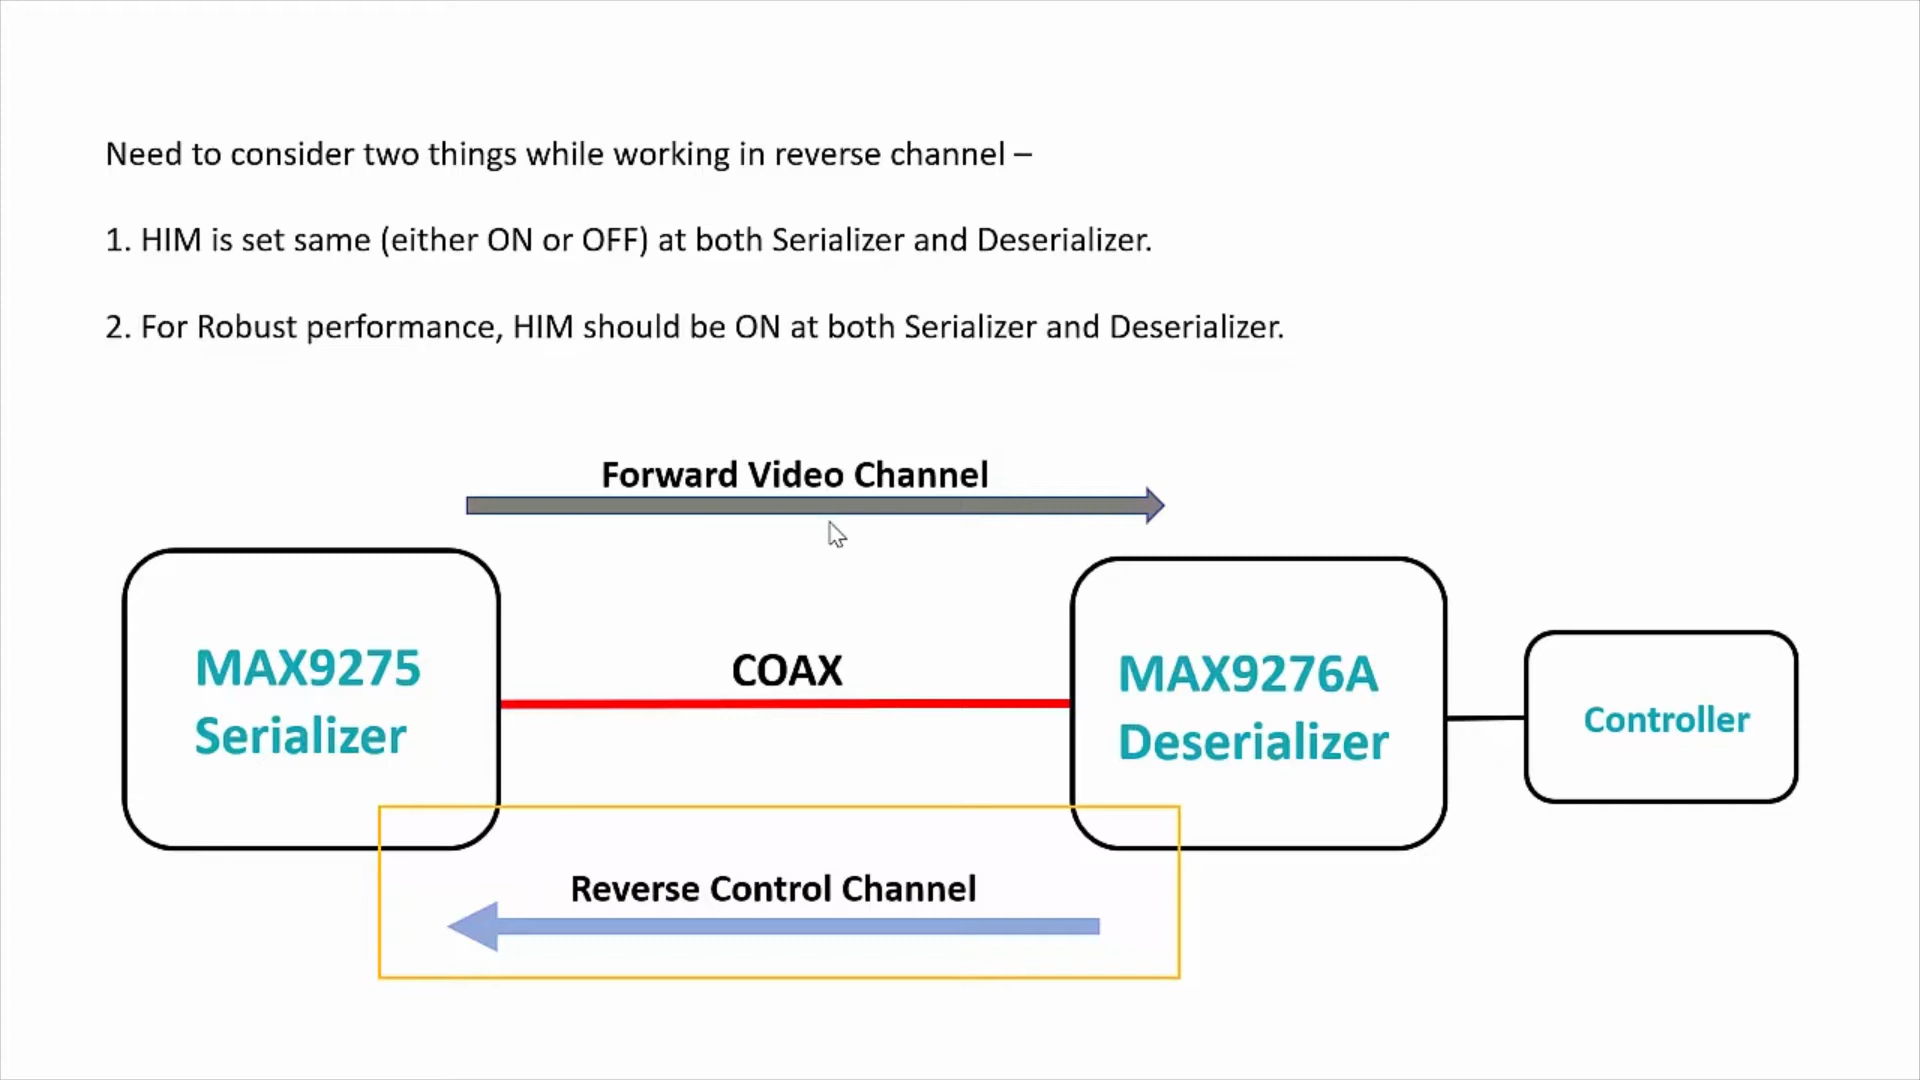 Need to consider two things while working in reverse channel –
1. HIM is set same (either ON or OFF) at both Serializer and Deserializer.
2. For Robust performance, HIM should be ON at both Serializer and Deserializer.
Forward Video Channel
MAX9275
Serializer
COAX
MAX9276A
Deserializer
Controller
Reverse Control Channel